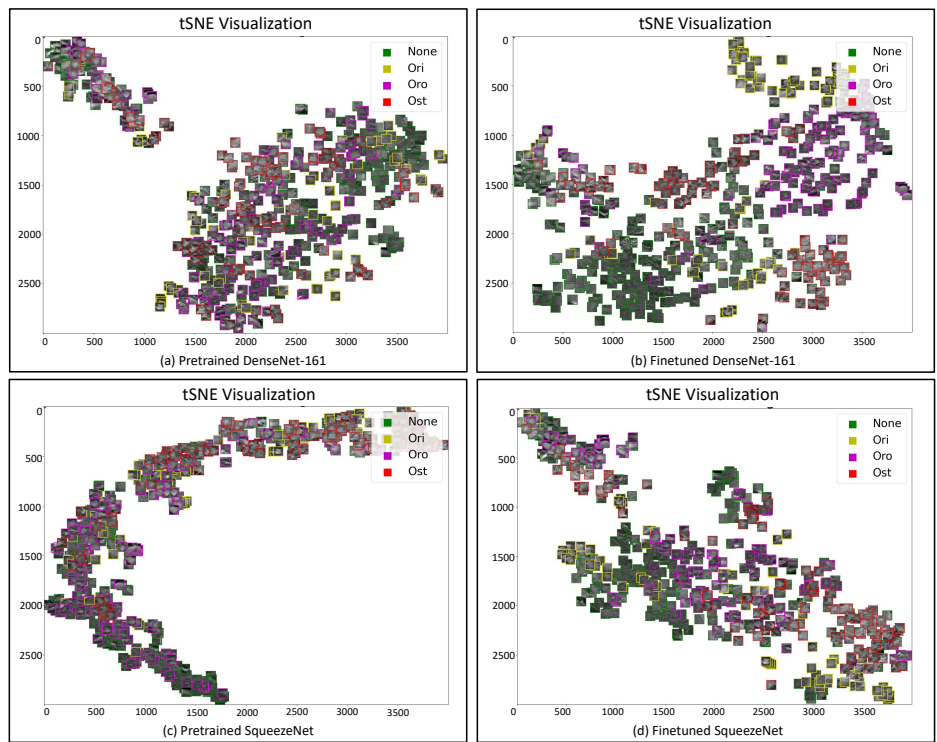 tSNE Visualization
0
500
1000
1500
2000
2500
0 500 1000 1500 2000 2500 3000 3500
None
Ori
Oro
Ost
(a) Pretrained DenseNet-161
tSNE Visualization
0
500
1000
1500
2000
2500
0 500 1000 1500 2000 2500 3000 3500
None
Ori
Oro
Ost
(b) Finetuned DenseNet-161
tSNE Visualization
0
500
1000
1500
2000
2500
0 500 1000 1500 2000 2500 3000 3500
None
Ori
Oro
Ost
(c) Pretrained SqueezeNet
tSNE Visualization
0
500
1000
1500
2000
2500
0 500 1000 1500 2000 2500 3000 3500
None
Ori
Oro
Ost
(d) Finetuned SqueezeNet